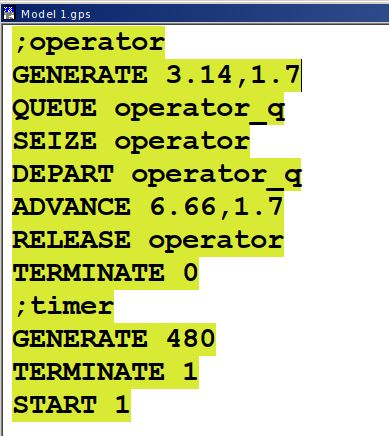 Model 1.gps
;operator
GENERATE 3.14,1.7
QUEUE operator_q
SEIZE operator
DEPART operator_q
ADVANCE 6.66,1.7
RELEASE operator
TERMINATE 0
;timer
GENERATE 480
TERMINATE 1
START 1